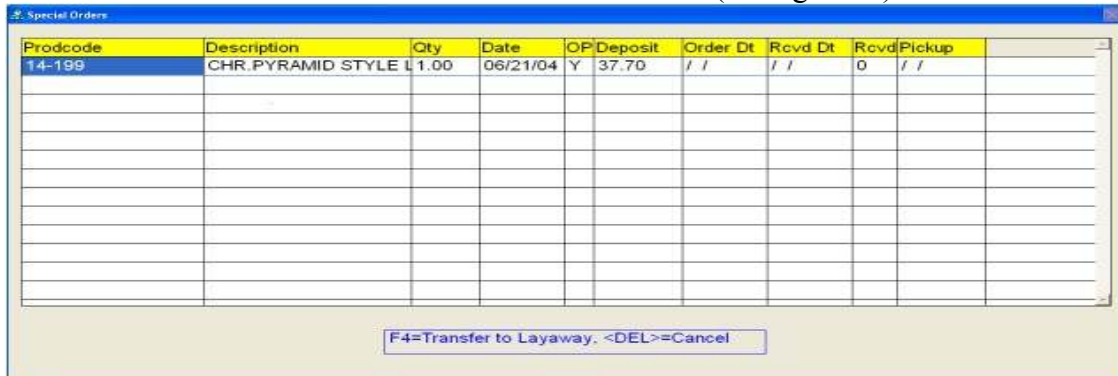 Special Orders
Prodcode Description Qty Date OP Deposit Order Dt Rcvd Dt Rcvd Pickup
14-199 CHR.PYRAMID STYLE L 1.00 06/21/04 Y 37.70 / / / / 0 / /
F4=Transfer to Layaway, <DEL>=Cancel